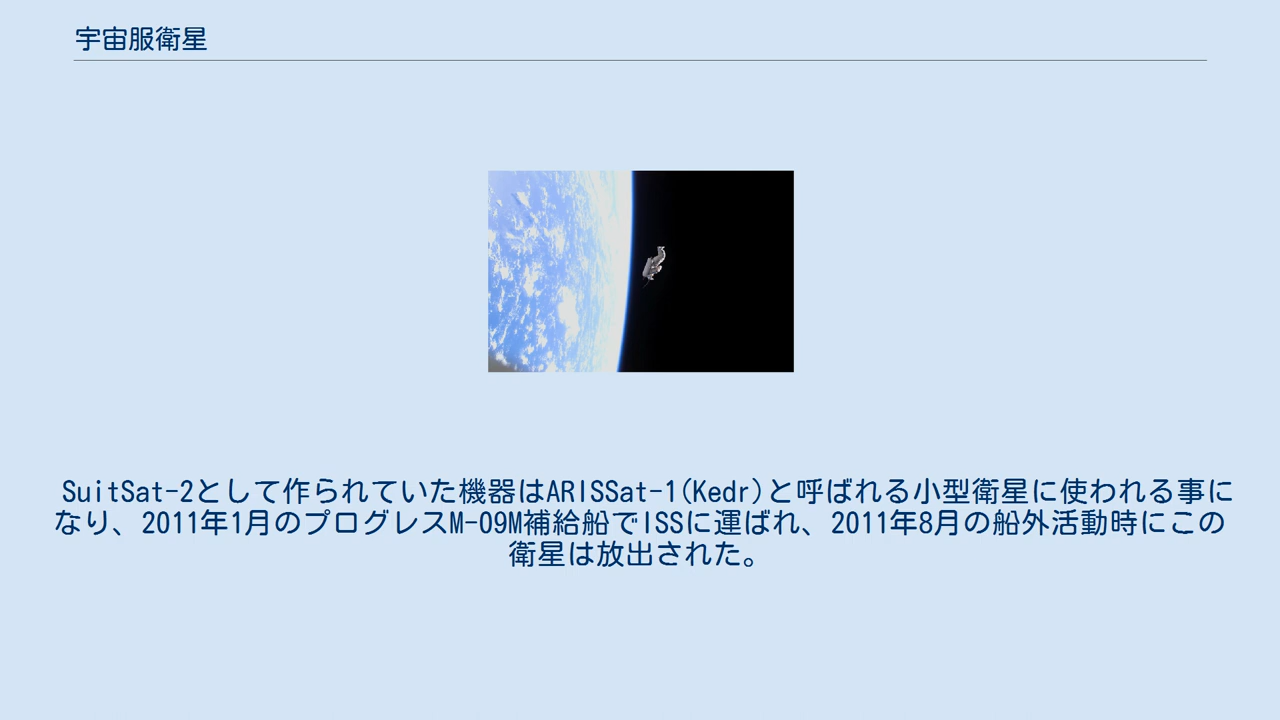 宇宙服衛星
SuitSat-2として作られていた機器はARISSat-1(Kedr)と呼ばれる小型衛星に使われる事に
なり、2011年1月のプログレスM-09M補給船でISSに運ばれ、2011年8月の船外活動時にこの
衛星は放出された。